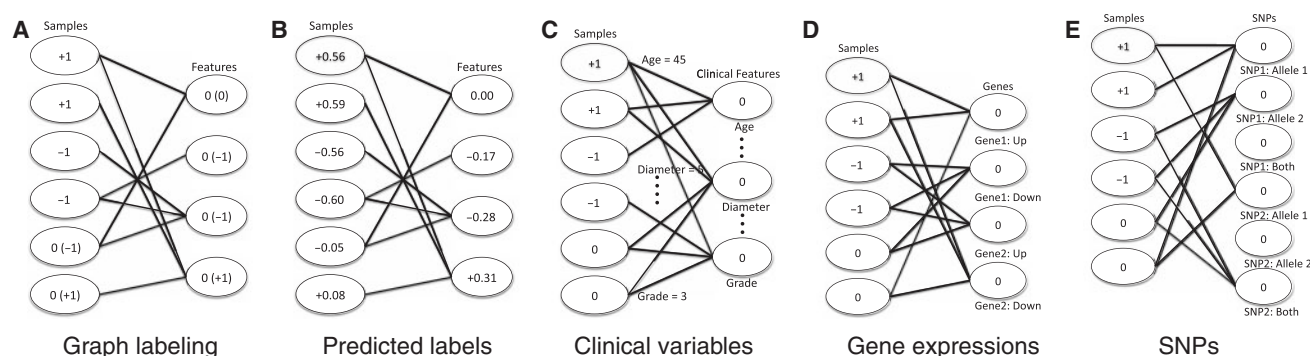 A
Samples
+1
+1
−1
−1
0 (−1)
0 (+1)
Features
0 (0)
0 (−1)
0 (−1)
0 (+1)
Graph labeling
B
Samples
+0.56
+0.59
−0.56
−0.60
−0.05
+0.08
Features
0.00
−0.17
−0.28
+0.31
Predicted labels
C
Samples
+1
+1
−1
−1
0
0
Age = 45
Diameter = 5
Grade = 3
Clinical Features
0
Age
0
Diameter
0
Grade
Clinical variables
D
Samples
+1
+1
−1
−1
0
0
Genes
0
Gene1: Up
0
Gene1: Down
0
Gene2: Up
0
Gene2: Down
Gene expressions
E
Samples
+1
+1
−1
−1
0
0
SNPs
0
SNP1: Allele 1
0
SNP1: Allele 2
0
SNP1: Both
0
SNP2: Allele 1
0
SNP2: Allele 2
0
SNP2: Both
SNPs